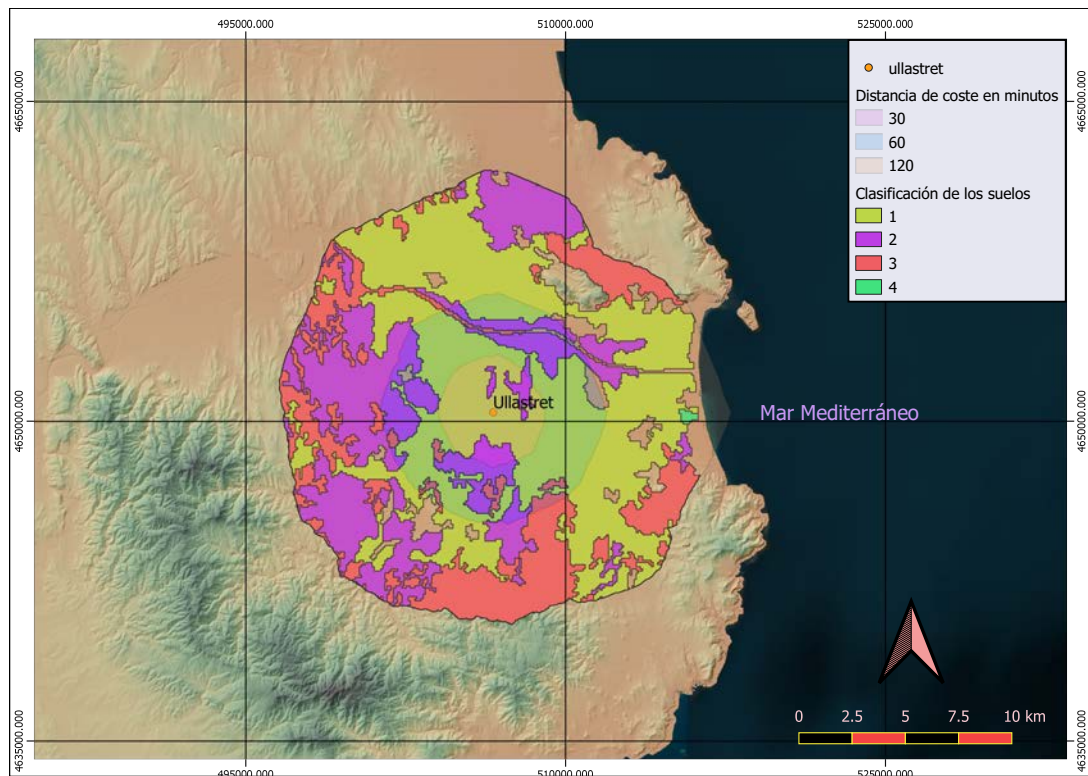 495000.000 510000.000 525000.000
4665000.000 4665000.000
ullastret
Distancia de coste en minutos
30
60
120
Clasificación de los suelos
1
2
3
4
Ullastret
Mar Mediterráneo
4650000.000 4650000.000
0 2.5 5 7.5 10 km
4635000.000 4635000.000
495000.000 510000.000 525000.000